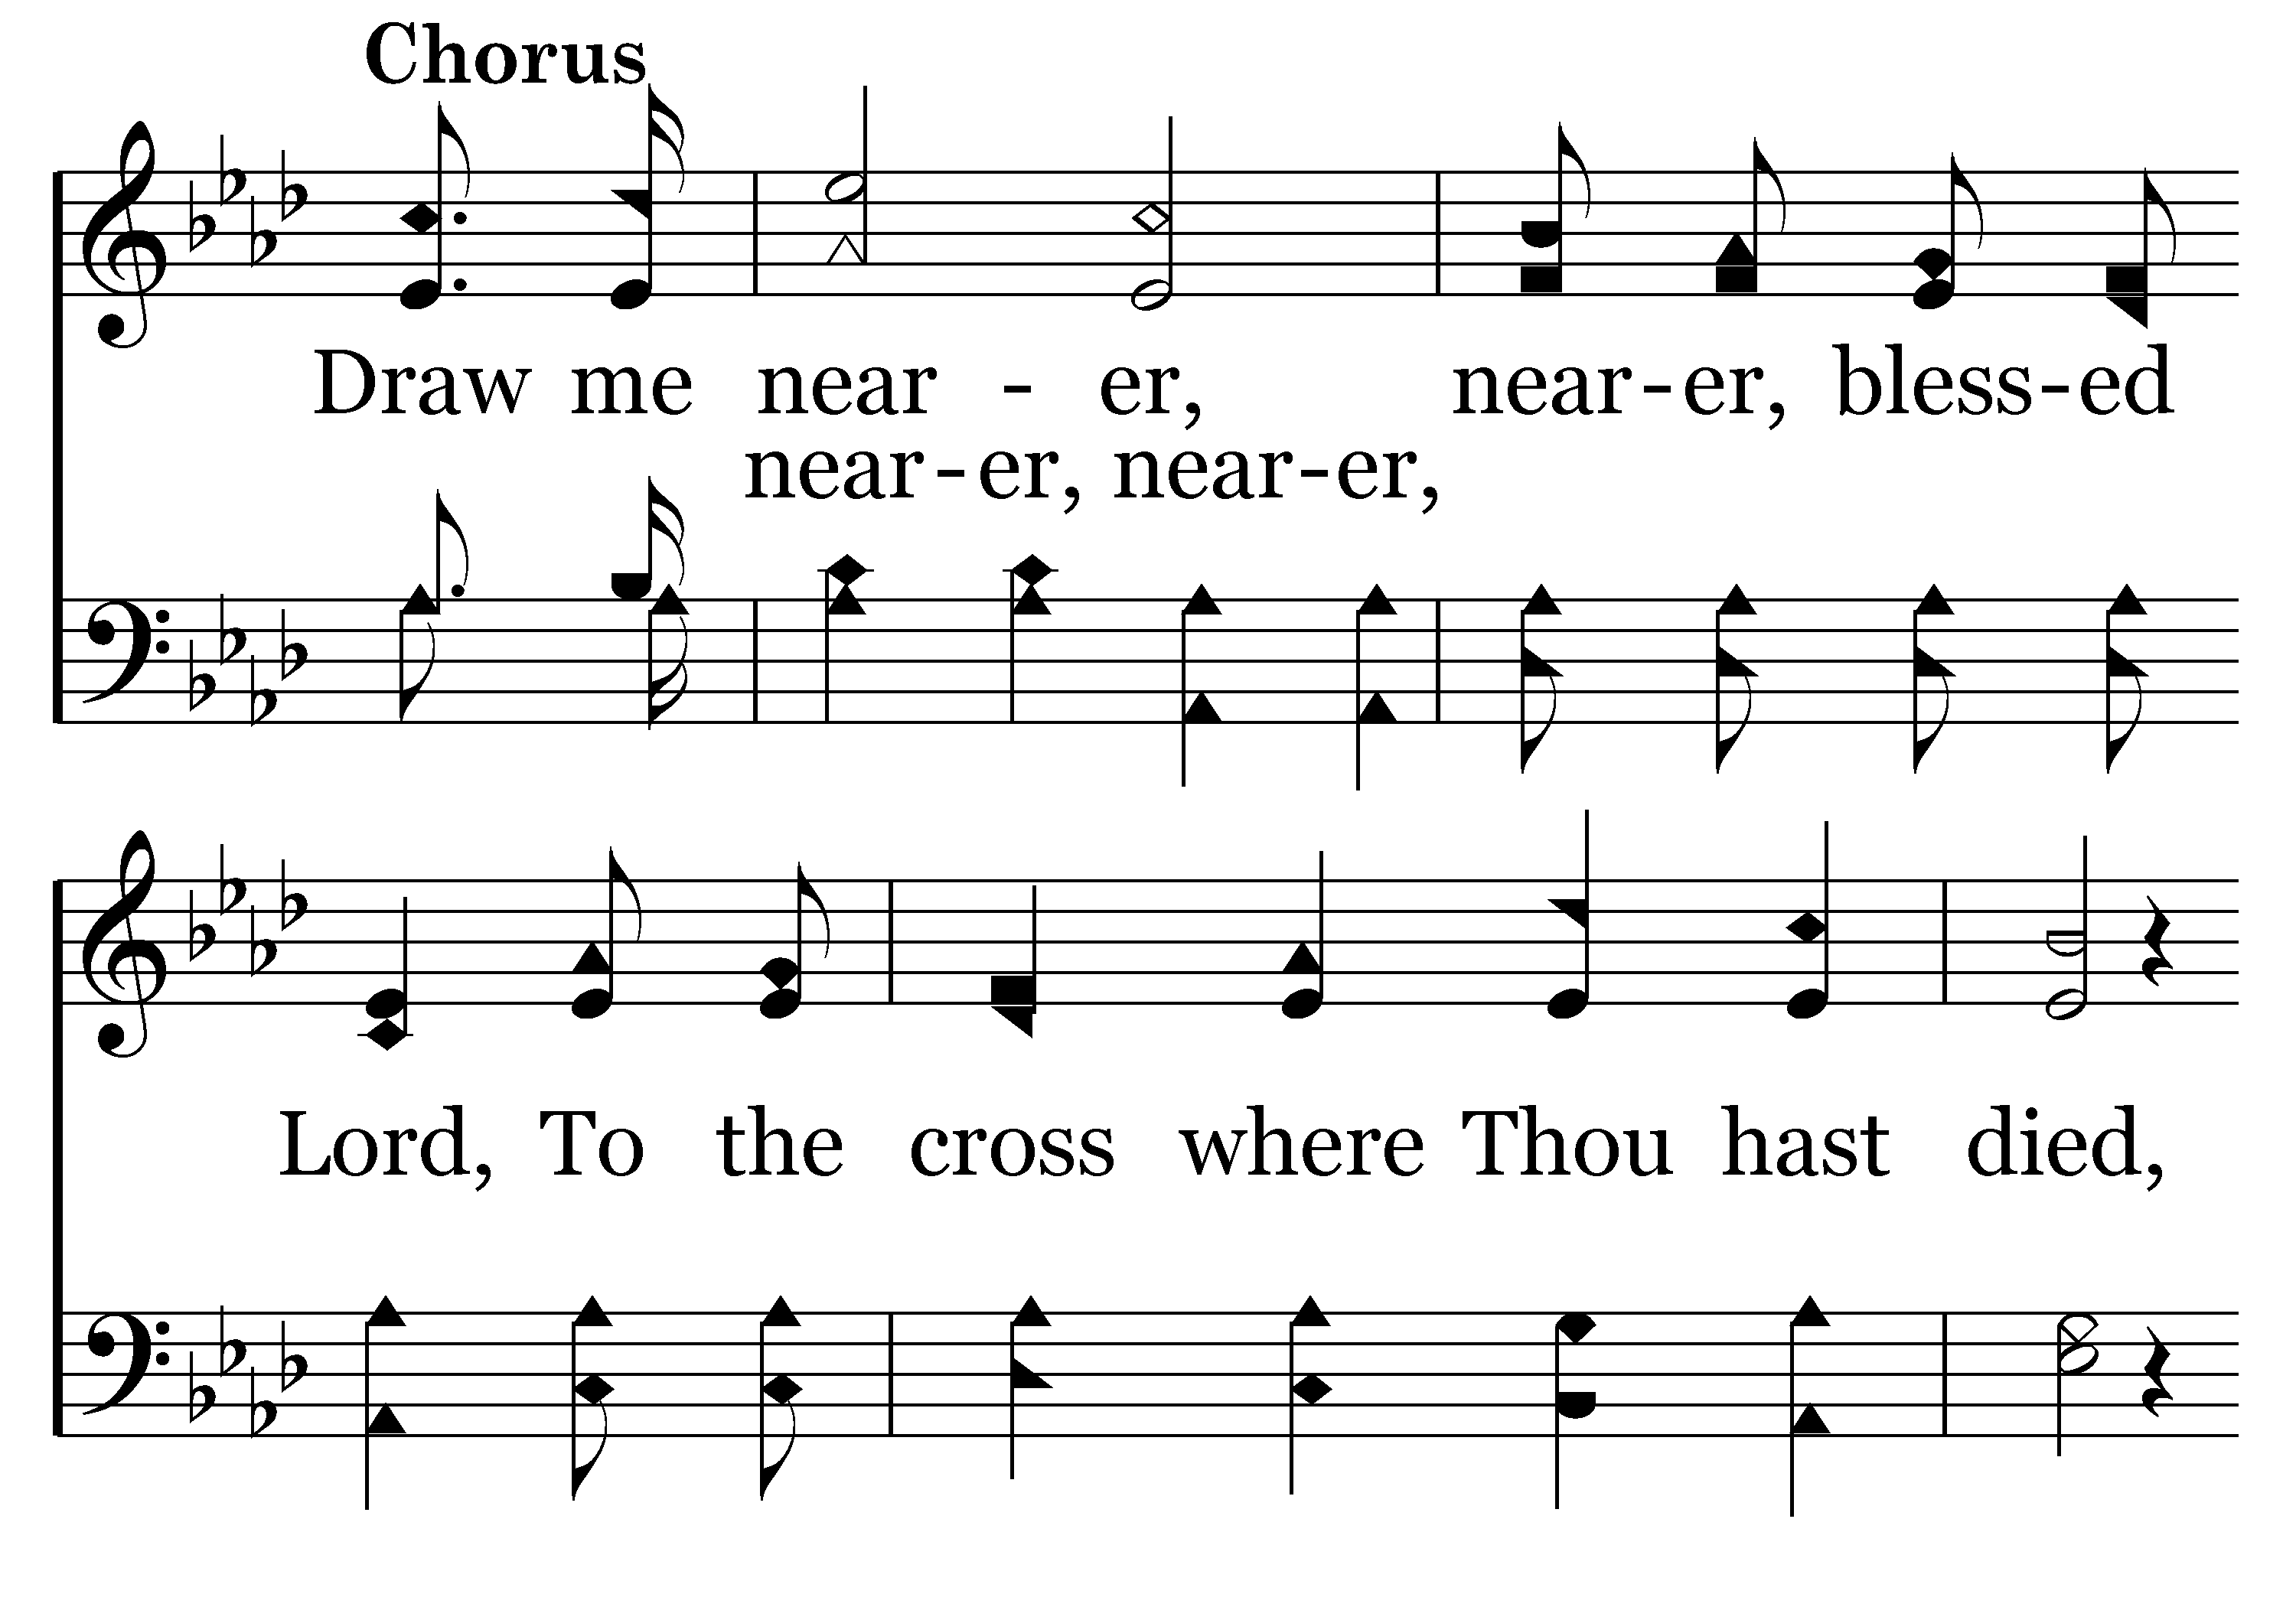 Chorus
Draw me near - er, near-er, bless-ed
near-er, near-er,
Lord, To the cross where Thou hast died,